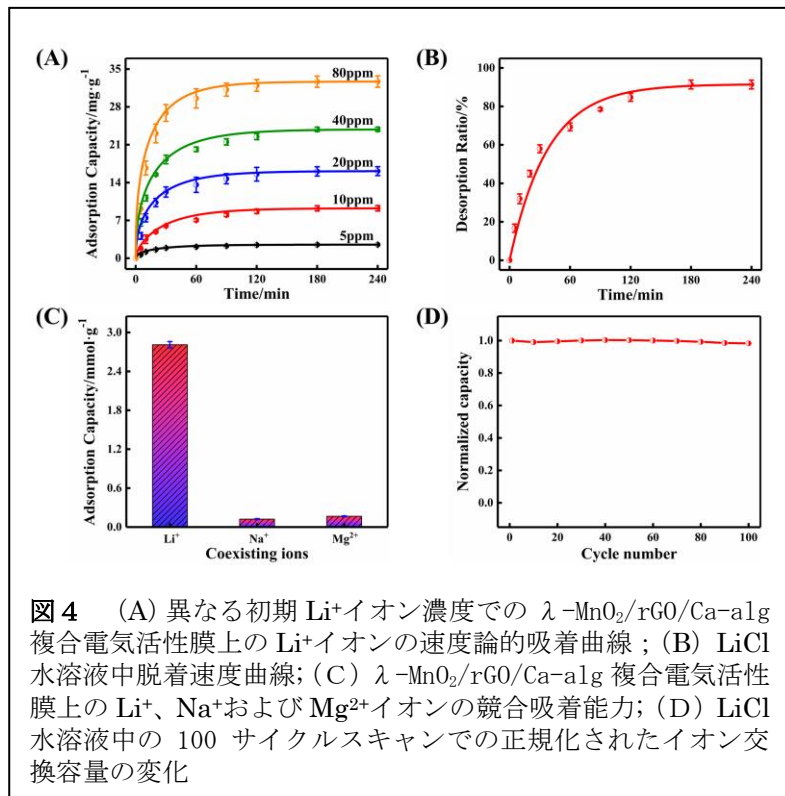 (A)
Adsorption Capacity/mg·g⁻¹
35
28
21
14
7
0
80ppm
40ppm
20ppm
10ppm
5ppm
0 60 120 180 240
Time/min
(B)
Desorption Ratio/%
100
80
60
40
20
0
0 60 120 180 240
Time/min
(C)
Adsorption Capacity/mmol·g⁻¹
3.0
2.4
1.8
1.2
0.6
0.0
Li⁺ Na⁺ Mg²⁺
Coexisting ions
(D)
Normalized capacity
1.0
0.8
0.6
0.4
0.2
0.0
0 20 40 60 80 100
Cycle number
図4 (A) 異なる初期 Li⁺イオン濃度での λ-MnO₂/rGO/Ca-alg
複合電気活性膜上の Li⁺イオンの速度論的吸着曲線；(B) LiCl
水溶液中脱着速度曲線; (C) λ-MnO₂/rGO/Ca-alg 複合電気活性
膜上の Li⁺、Na⁺および Mg²⁺イオンの競合吸着能力; (D) LiCl
水溶液中の 100 サイクルスキャンでの正規化されたイオン交
換容量の変化